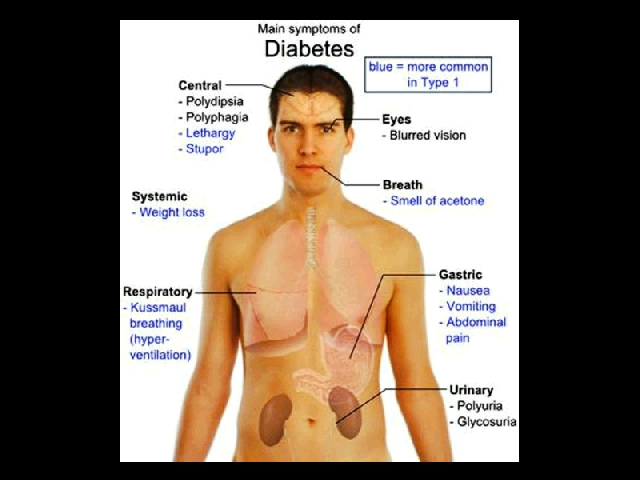 Main symptoms of
Diabetes
blue = more common
in Type 1
Central
- Polydipsia
- Polyphagia
- Lethargy
- Stupor
Eyes
- Blurred vision
Breath
- Smell of acetone
Systemic
- Weight loss
Respiratory
- Kussmaul
breathing
(hyper-
ventilation)
Gastric
- Nausea
- Vomiting
- Abdominal
pain
Urinary
- Polyuria
- Glycosuria